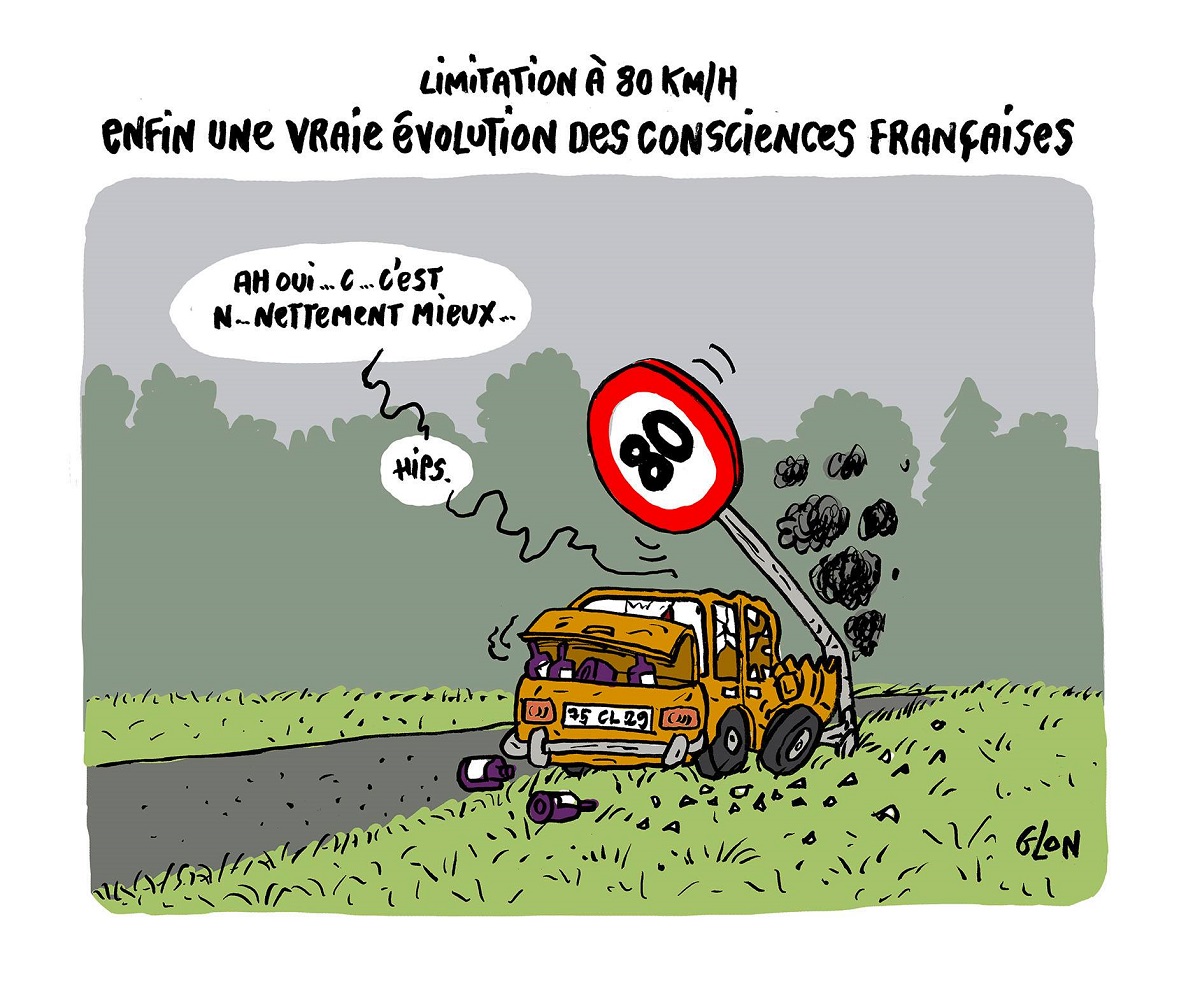 LIMITATION À 80 KM/H
ENFIN UNE VRAIE ÉVOLUTION DES CONSCIENCES FRANÇAISES
AH OUI... C... C'EST
N... NETTEMENT MIEUX...
HIPS.
80
75 CL 29
GLON